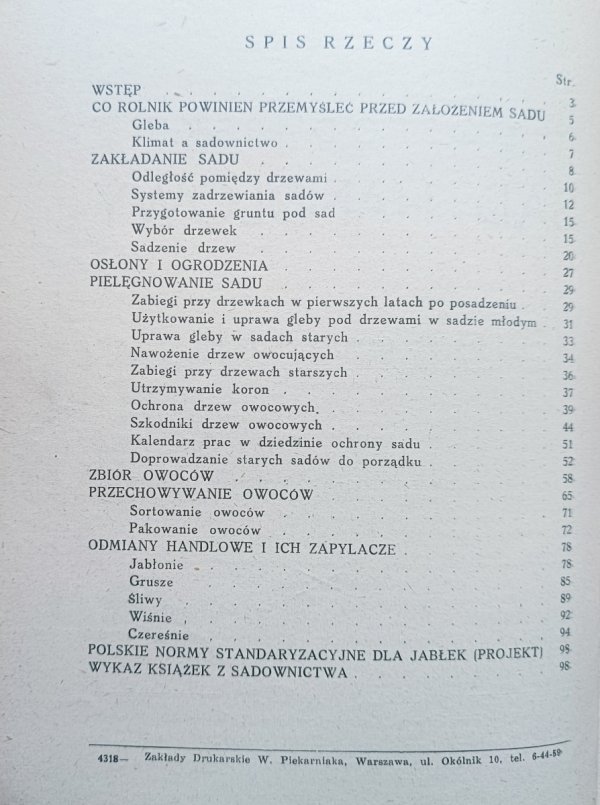 SPIS RZECZY
Str.
WSTĘP . . . . . . . . 3
CO ROLNIK POWINIEN PRZEMYŚLEĆ PRZED ZAŁOŻENIEM SADU 5
Gleba . . . . . . . . 6
Klimat a sadownictwo . . . . . . . . 7
ZAKŁADANIE SADU . . . . . . . . 8
Odległość pomiędzy drzewami . . . . . . . . 10
Systemy zadrzewiania sadów . . . . . . . . 12
Przygotowanie gruntu pod sad . . . . . . . . 15
Wybór drzewek . . . . . . . . 15
Sadzenie drzew . . . . . . . . 20
OSŁONY I OGRODZENIA . . . . . . . . 27
PIELĘGNOWANIE SADU . . . . . . . . 29
Zabiegi przy drzewkach w pierwszych latach po posadzeniu . 29
Użytkowanie i uprawa gleby pod drzewami w sadzie młodym . 31
Uprawa gleby w sadach starych . . . . . . . . 33
Nawożenie drzew owocujących . . . . . . . . 34
Zabiegi przy drzewach starszych . . . . . . . . 36
Utrzymywanie koron . . . . . . . . 37
Ochrona drzew owocowych . . . . . . . . 39
Szkodniki drzew owocowych . . . . . . . . 44
Kalendarz prac w dziedzinie ochrony sadu . . . . . 51
Doprowadzanie starych sadów do porządku . . . . . 52
ZBIÓR OWOCÓW . . . . . . . . 58
PRZECHOWYWANIE OWOCÓW . . . . . . . . 65
Sortowanie owoców . . . . . . . . 71
Pakowanie owoców . . . . . . . . 72
ODMIANY HANDLOWE I ICH ZAPYLACZE . . . . . . 78
Jabłonie . . . . . . . . 78
Grusze . . . . . . . . 85
Śliwy . . . . . . . . 89
Wiśnie . . . . . . . . 92
Czereśnie . . . . . . . . 94
POLSKIE NORMY STANDARYZACYJNE DLA JABŁEK (PROJEKT) 98
WYKAZ KSIĄŻEK Z SADOWNICTWA . . . . . . . . 98
4318— Zakłady Drukarskie W. Piekarniaka, Warszawa, ul. Okólnik 10, tel. 6-44-59